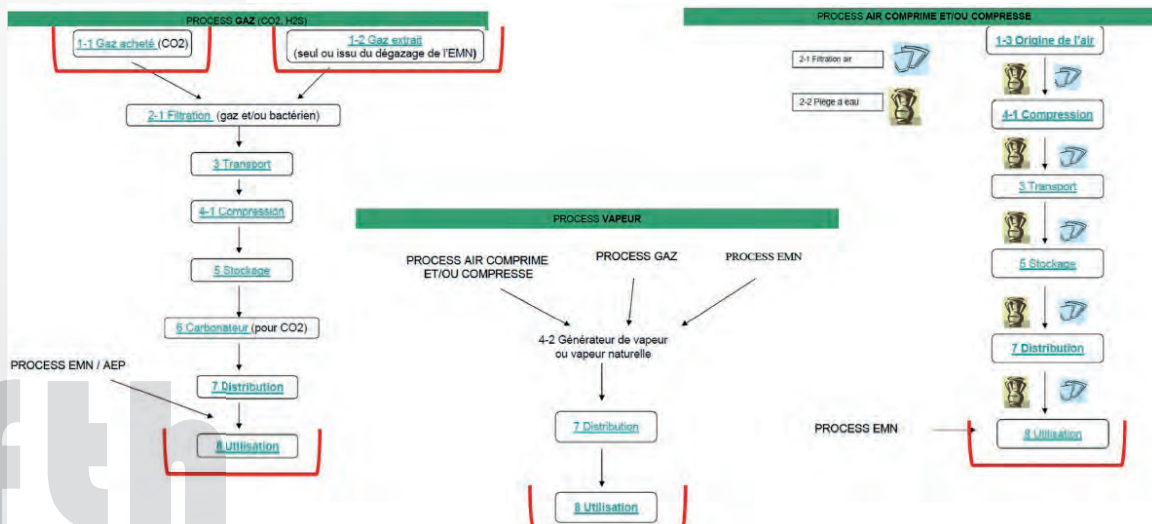 PROCESS GAZ (CO2, H2S)
1-1 Gaz acheté (CO2)
1-2 Gaz extrait
(seul ou issu du dégazage de l'EMN)
2-1 Filtration (gaz et/ou bactérien)
3 Transport
4-1 Compression
5 Stockage
6 Carbonateur (pour CO2)
PROCESS EMN / AEP
7 Distribution
8 Utilisation
PROCESS VAPEUR
PROCESS AIR COMPRIME
ET/OU COMPRESSE
PROCESS GAZ
PROCESS EMN
4-2 Générateur de vapeur
ou vapeur naturelle
7 Distribution
8 Utilisation
PROCESS AIR COMPRIME ET/OU COMPRESSE
2-1 Filtration air
2-2 Piège à eau
1-3 Origine de l'air
4-1 Compression
3 Transport
5 Stockage
7 Distribution
PROCESS EMN
8 Utilisation
fth